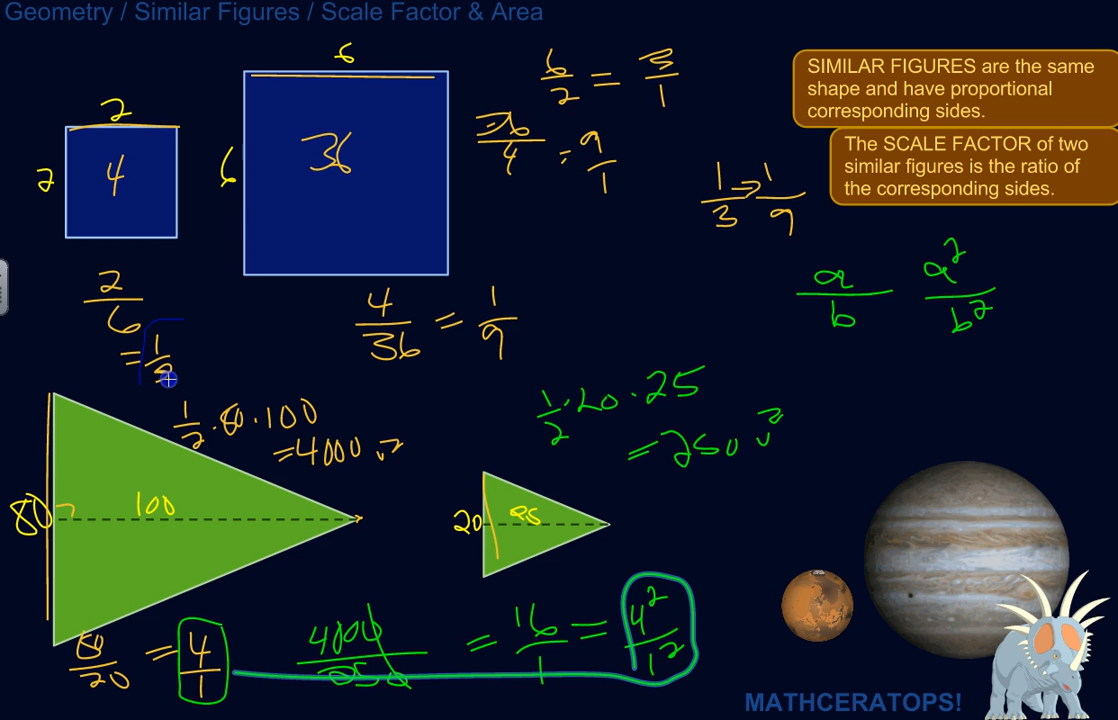 Geometry / Similar Figures / Scale Factor & Area
SIMILAR FIGURES are the same
shape and have proportional
corresponding sides.
The SCALE FACTOR of two
similar figures is the ratio of
the corresponding sides.
2
2
4
6
6
36
6/2 = 3/1
36/4 = 9/1
1/3 => 1/9
a/b a²/b²
2/6
4/36 = 1/9
1/2 · 80 · 100
= 4000 u²
1/2 · 20 · 25
= 250 u²
80
100
20
25
80/20 = 4/1
4000/250 = 16/1 = 4²/1²
MATHCERATOPS!